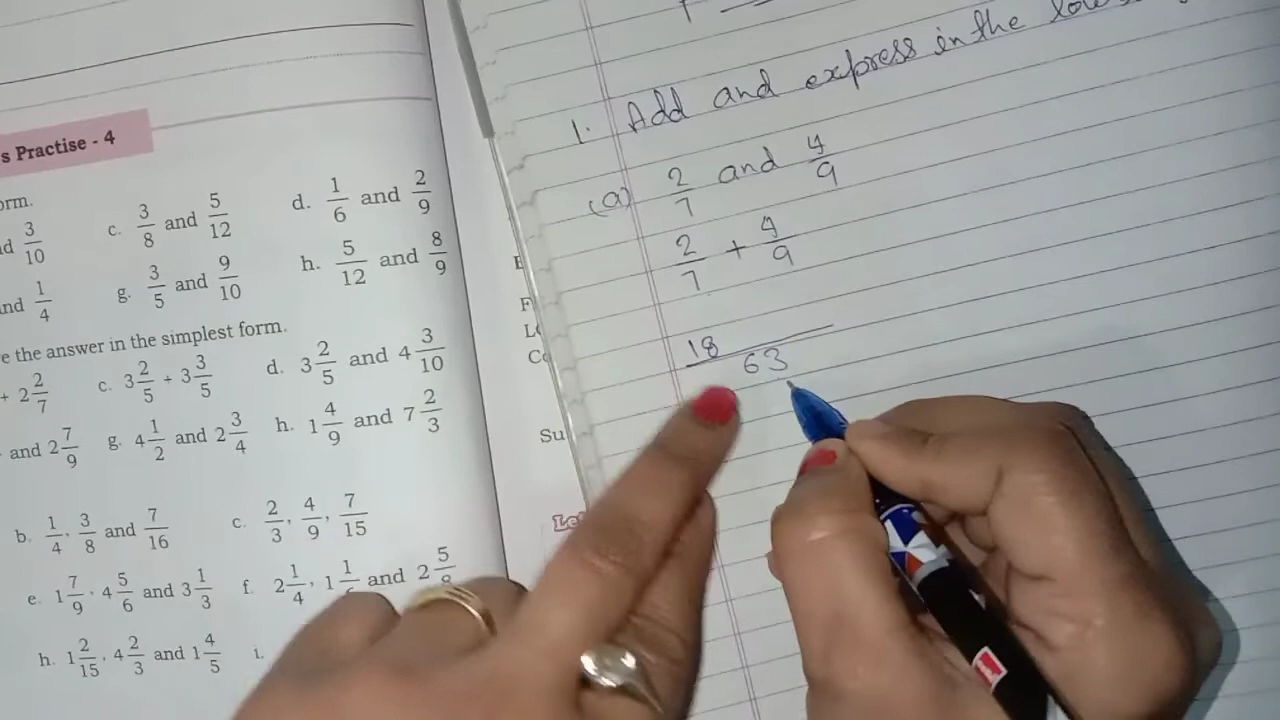 s Practise - 4
orm.
d 3/10 c. 3/8 and 5/12 d. 1/6 and 2/9
nd 1/4 g. 3/5 and 9/10 h. 5/12 and 8/9
e the answer in the simplest form.
+ 2 2/7 c. 3 2/5 + 3 3/5 d. 3 2/5 and 4 3/10
and 2 7/9 g. 4 1/2 and 2 3/4 h. 1 4/9 and 7 2/3
b. 1/4, 3/8 and 7/16 c. 2/3, 4/9, 7/15
e. 1 7/9, 4 5/6 and 3 1/3 f. 2 1/4, 1 and 2 5/8
h. 1 2/15, 4 2/3 and 1 4/5 i.
E
F
Co
Su
1. Add and express in the
(a) 2/7 and 4/9
2/7 + 4/9
18
63